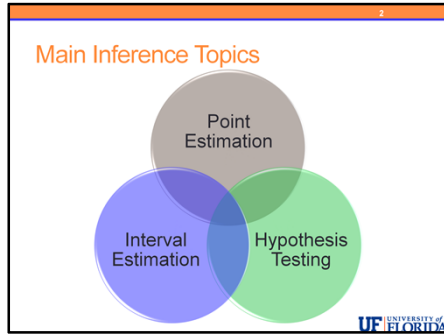 2
Main Inference Topics
Point
Estimation
Interval
Estimation
Hypothesis
Testing
UF UNIVERSITY of
FLORIDA